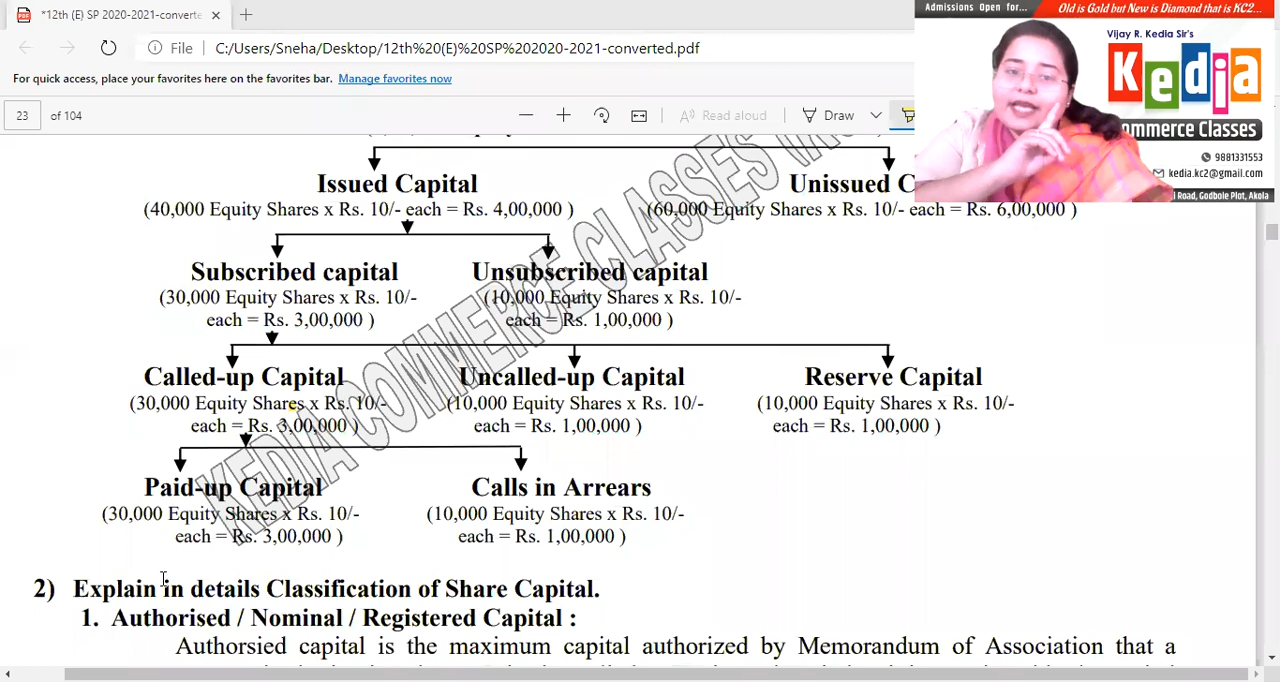 *12th (E) SP 2020-2021-converte
File
C:/Users/Sneha/Desktop/12th%20(E)%20SP%202020-2021-converted.pdf
For quick access, place your favorites here on the favorites bar. Manage favorites now
23 of 104
Read aloud
Draw
Admissions Open for...
Old is Gold but New is Diamond that is KC2...
Vijay R. Kedia Sir's
Kedia
ommerce Classes
9881331553
kedia.kc2@gmail.com
Road, Godbole Plot, Akola
Issued Capital
Unissued C
(40,000 Equity Shares x Rs. 10/- each = Rs. 4,00,000 )
(60,000 Equity Shares x Rs. 10/- each = Rs. 6,00,000 )
Subscribed capital
Unsubscribed capital
(30,000 Equity Shares x Rs. 10/-
each = Rs. 3,00,000 )
(10,000 Equity Shares x Rs. 10/-
each = Rs. 1,00,000 )
Called-up Capital
Uncalled-up Capital
Reserve Capital
(30,000 Equity Shares x Rs. 10/-
each = Rs. 3,00,000 )
(10,000 Equity Shares x Rs. 10/-
each = Rs. 1,00,000 )
(10,000 Equity Shares x Rs. 10/-
each = Rs. 1,00,000 )
Paid-up Capital
Calls in Arrears
(30,000 Equity Shares x Rs. 10/-
each = Rs. 3,00,000 )
(10,000 Equity Shares x Rs. 10/-
each = Rs. 1,00,000 )
KEDIA COMMERCE CLASSES
2) Explain in details Classification of Share Capital.
1. Authorised / Nominal / Registered Capital :
Authorsied capital is the maximum capital authorized by Memorandum of Association that a